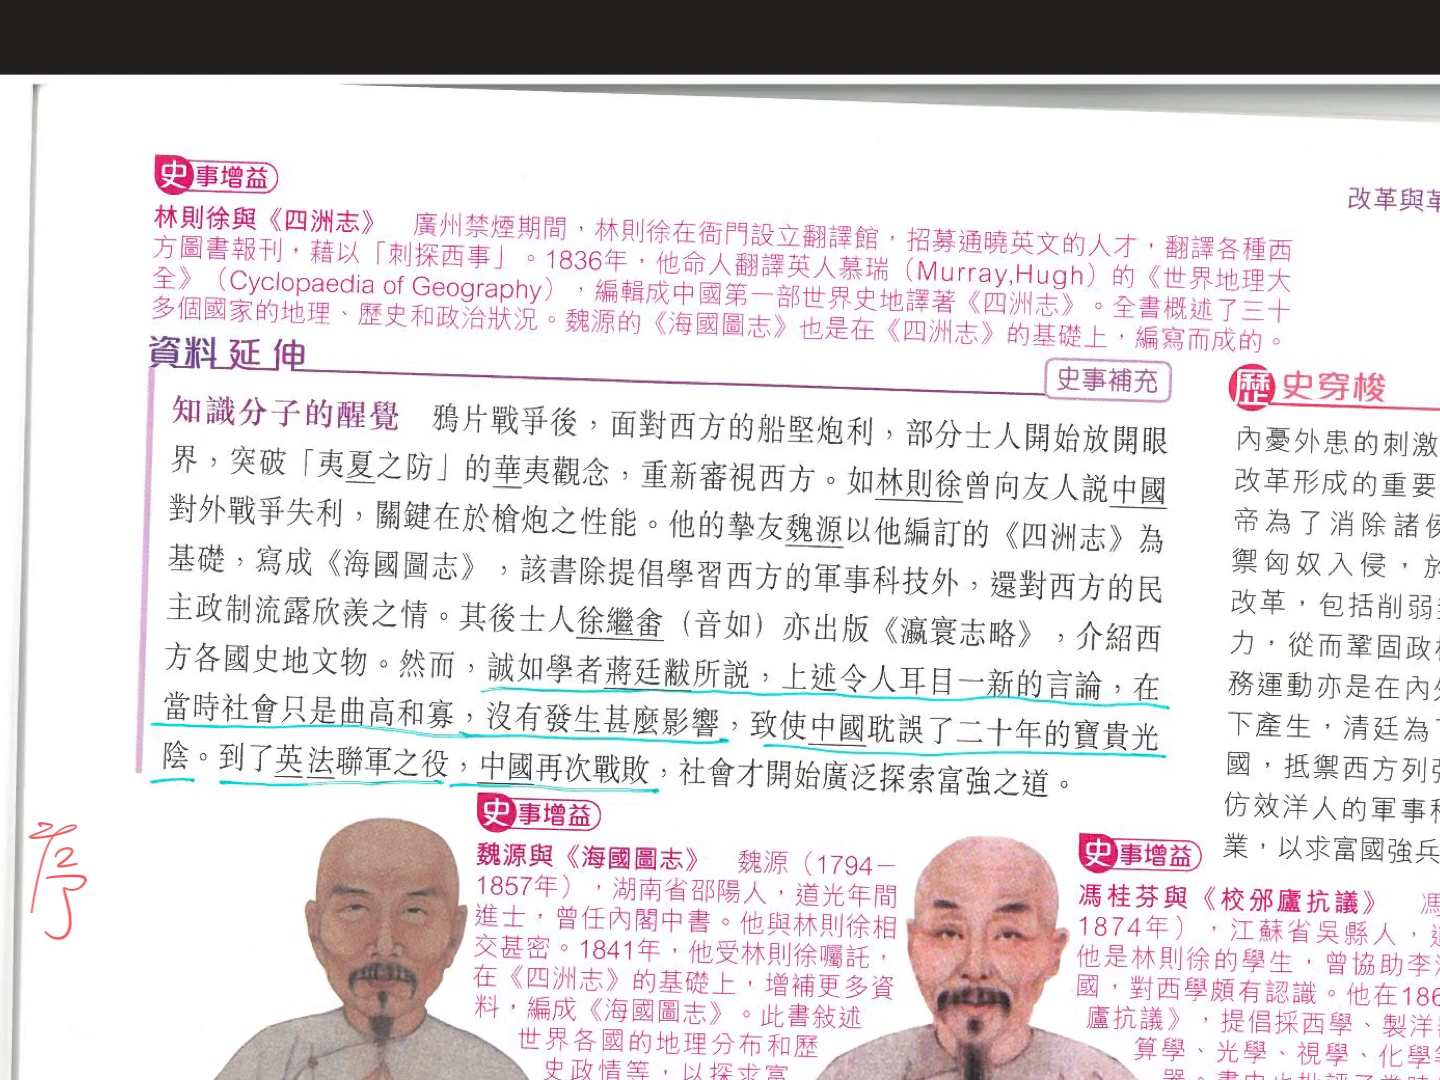 史事增益
林則徐與《四洲志》 廣州禁煙期間，林則徐在衙門設立翻譯館，招募通曉英文的人才，翻譯各種西
方圖書報刊，藉以「刺探西事」。1836年，他命人翻譯英人慕瑞（Murray,Hugh）的《世界地理大
全》（Cyclopaedia of Geography），編輯成中國第一部世界史地譯著《四洲志》。全書概述了三十
多個國家的地理、歷史和政治狀況。魏源的《海國圖志》也是在《四洲志》的基礎上，編寫而成的。
改革與革
資料延伸
史事補充
知識分子的醒覺 鴉片戰爭後，面對西方的船堅炮利，部分士人開始放開眼
界，突破「夷夏之防」的華夷觀念，重新審視西方。如林則徐曾向友人説中國
對外戰爭失利，關鍵在於槍炮之性能。他的摯友魏源以他編訂的《四洲志》為
基礎，寫成《海國圖志》，該書除提倡學習西方的軍事科技外，還對西方的民
主政制流露欣羨之情。其後士人徐繼畬（音如）亦出版《瀛寰志略》，介紹西
方各國史地文物。然而，誠如學者蔣廷黻所説，上述令人耳目一新的言論，在
當時社會只是曲高和寡，沒有發生甚麼影響，致使中國耽誤了二十年的寶貴光
陰。到了英法聯軍之役，中國再次戰敗，社會才開始廣泛探索富強之道。
歷史穿梭
內憂外患的刺激
改革形成的重要
帝為了消除諸侯
禦匈奴入侵，於
改革，包括削弱
力，從而鞏固政
務運動亦是在內外
下產生，清廷為了
國，抵禦西方列強
仿效洋人的軍事科
業，以求富國強兵
序
史事增益
魏源與《海國圖志》 魏源（1794－
1857年），湖南省邵陽人，道光年間
進士，曾任內閣中書。他與林則徐相
交甚密。1841年，他受林則徐囑託，
在《四洲志》的基礎上，增補更多資
料，編成《海國圖志》。此書敍述
世界各國的地理分布和歷
史政情等，以探求富
史事增益
馮桂芬與《校邠廬抗議》 馮
1874年），江蘇省吳縣人，道
他是林則徐的學生，曾協助李鴻
國，對西學頗有認識。他在186
廬抗議》，提倡採西學、製洋器
算學、光學、視學、化學等